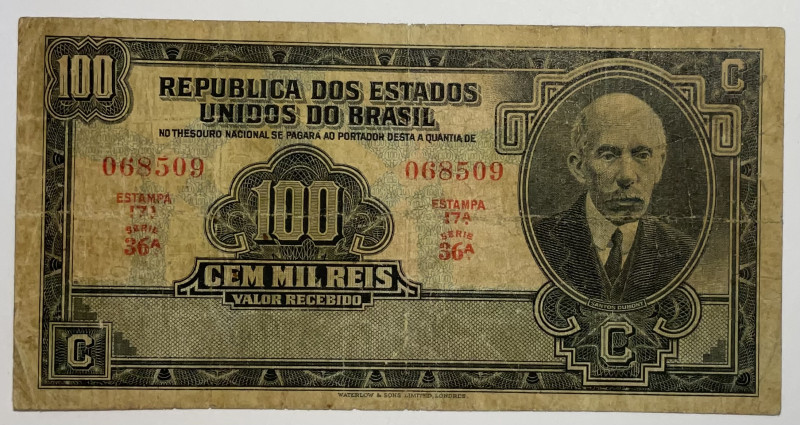 100
C
REPUBLICA DOS ESTADOS
UNIDOS DO BRASIL
NO THESOURO NACIONAL SE PAGARA AO PORTADOR DESTA A QUANTIA DE
068509
068509
ESTAMPA
17A
SERIE
36A
ESTAMPA
17A
SERIE
36A
100
CEM MIL REIS
VALOR RECEBIDO
SANTOS DUMONT
C
C
WATERLOW & SONS LIMITED, LONDRES.